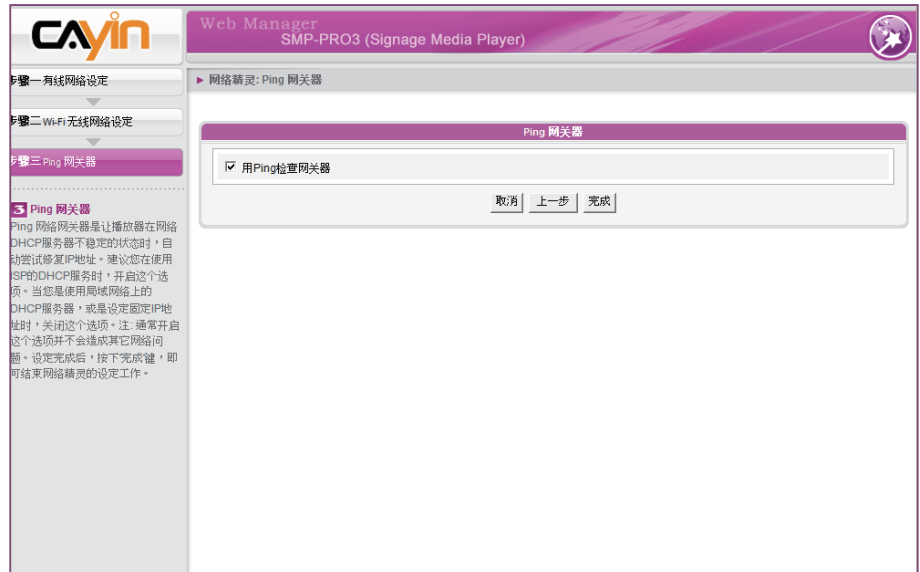 CAYIN
Web Manager
SMP-PRO3 (Signage Media Player)
步骤一有线网络设定
步骤二Wi-Fi无线网络设定
步骤三Ping 网关器
网络精灵: Ping 网关器
Ping 网关器
用Ping检查网关器
取消 上一步 完成
3 Ping 网关器
Ping 网络网关器是让播放器在网络
DHCP服务器不稳定的状态时，自
动尝试修复IP地址。建议您在使用
ISP的DHCP服务时，开启这个选
项。当您是使用局域网络上的
DHCP服务器，或是设定固定IP地
址时，关闭这个选项。注: 通常开启
这个选项并不会造成其它网络问
题。设定完成后，按下'完成'键，即
可结束网络精灵的设定工作。